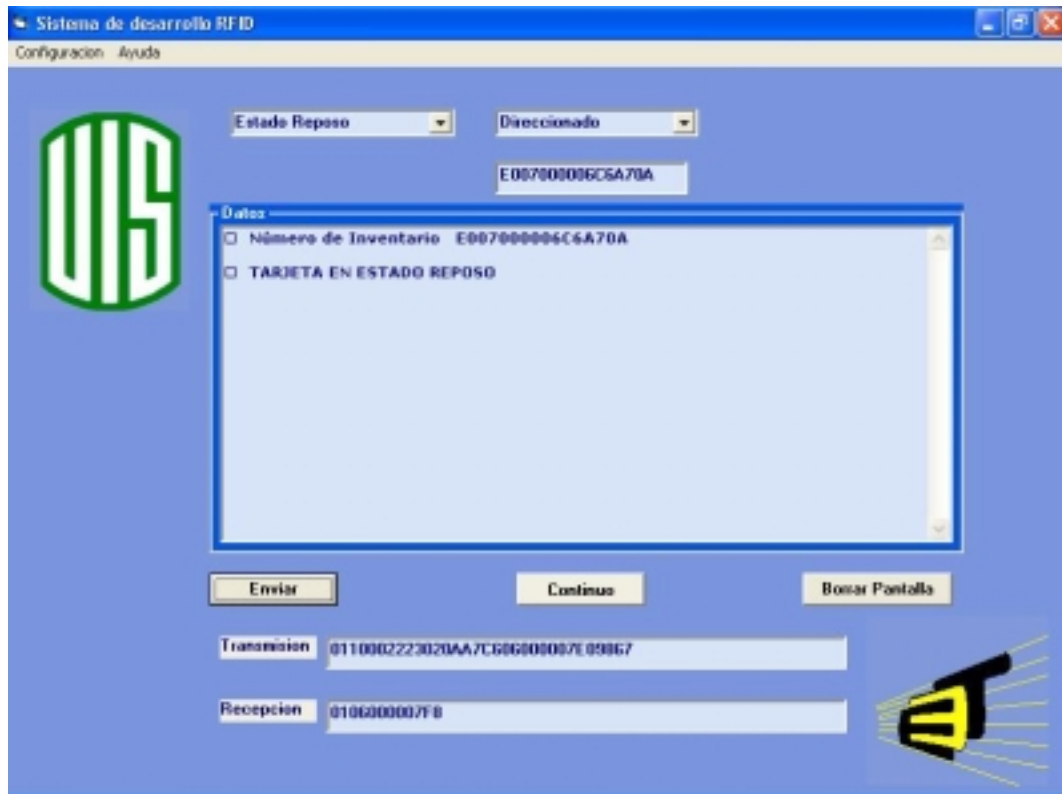 Sistema de desarrollo RFID
Configuracion Ayuda
UIS
Estado Reposo Direccionado
E007000006C6A70A
Datos
Número de Inventario E007000006C6A70A
TARJETA EN ESTADO REPOSO
Enviar Continuo Borrar Pantalla
Transmision 0110002223020AA7C606000007E09867
Recepcion 0106000007F8